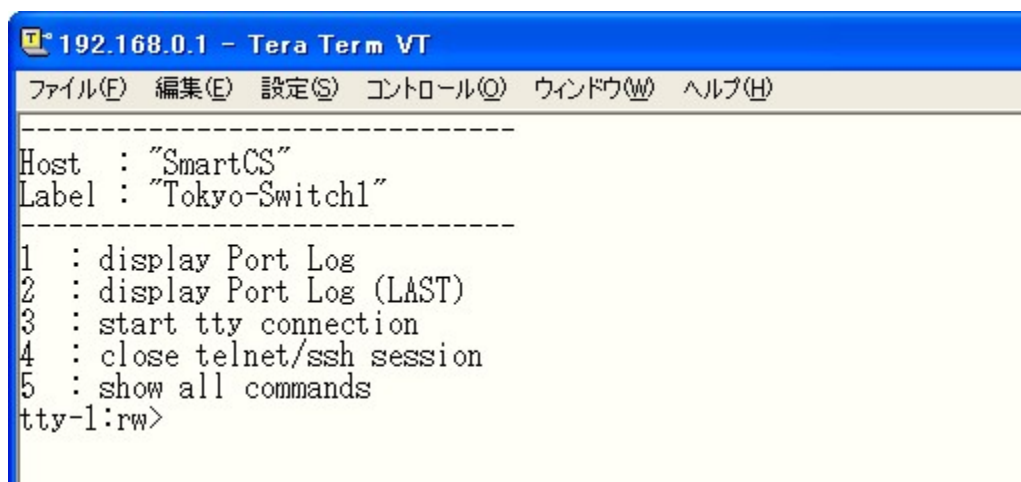 192.168.0.1 - Tera Term VT
ファイル(F) 編集(E) 設定(S) コントロール(O) ウィンドウ(W) ヘルプ(H)
-------------------------------
Host  : "SmartCS"
Label : "Tokyo-Switch1"
-------------------------------
1  : display Port Log
2  : display Port Log (LAST)
3  : start tty connection
4  : close telnet/ssh session
5  : show all commands
tty-1:rw>